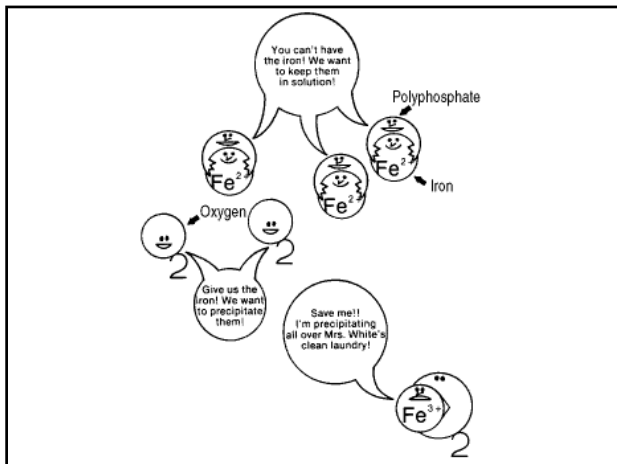 You can't have
the iron! We want
to keep them
in solution!
Polyphosphate
Fe²
Fe²
Fe²
Iron
Oxygen
2
2
Give us the
iron! We want
to precipitate
them!
Save me!!
I'm precipitating
all over Mrs. White's
clean laundry!
Fe³⁺
2